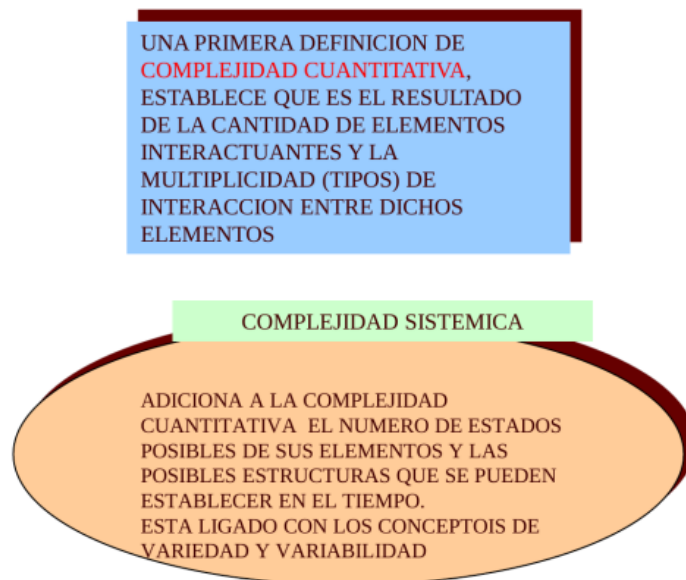 UNA PRIMERA DEFINICION DE
COMPLEJIDAD CUANTITATIVA,
ESTABLECE QUE ES EL RESULTADO
DE LA CANTIDAD DE ELEMENTOS
INTERACTUANTES Y LA
MULTIPLICIDAD (TIPOS) DE
INTERACCION ENTRE DICHOS
ELEMENTOS
COMPLEJIDAD SISTEMICA
ADICIONA A LA COMPLEJIDAD
CUANTITATIVA EL NUMERO DE ESTADOS
POSIBLES DE SUS ELEMENTOS Y LAS
POSIBLES ESTRUCTURAS QUE SE PUEDEN
ESTABLECER EN EL TIEMPO.
ESTA LIGADO CON LOS CONCEPTOIS DE
VARIEDAD Y VARIABILIDAD